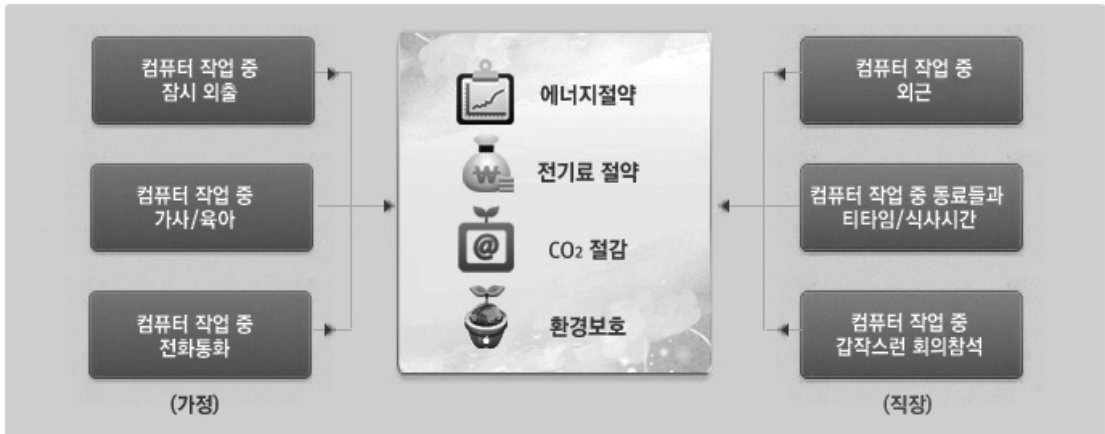 컴퓨터 작업 중
잠시 외출
컴퓨터 작업 중
가사/육아
컴퓨터 작업 중
전화통화
(가정)
에너지절약
₩
전기료 절약
@
CO₂ 절감
환경보호
컴퓨터 작업 중
외근
컴퓨터 작업 중 동료들과
티타임/식사시간
컴퓨터 작업 중
갑작스런 회의참석
(직장)